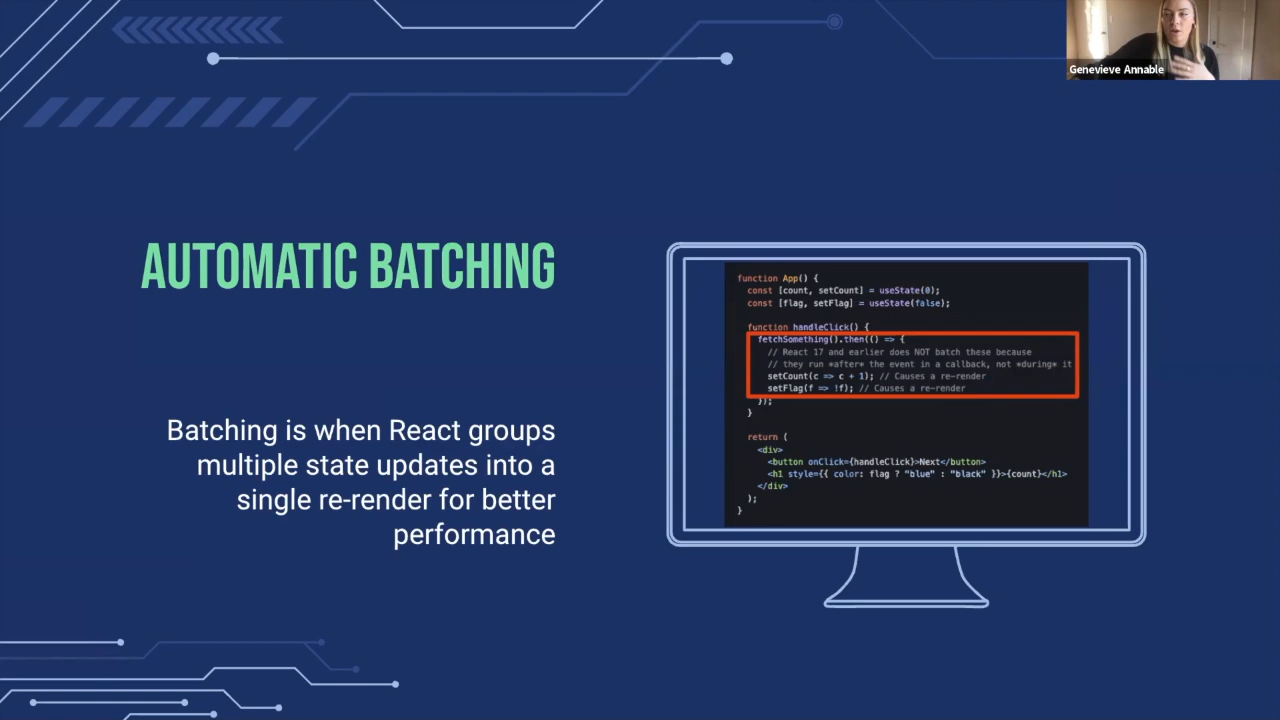 Genevieve Annable
AUTOMATIC BATCHING
Batching is when React groups
multiple state updates into a
single re-render for better
performance
function App() {
const [count, setCount] = useState(0);
const [flag, setFlag] = useState(false);
function handleClick() {
fetchSomething().then(() => {
// React 17 and earlier does NOT batch these because
// they run *after* the event in a callback, not *during* it
setCount(c => c + 1); // Causes a re-render
setFlag(f => !f); // Causes a re-render
});
}
return (
<div>
<button onClick={handleClick}>Next</button>
<h1 style={{ color: flag ? "blue" : "black" }}>{count}</h1>
</div>
);
}